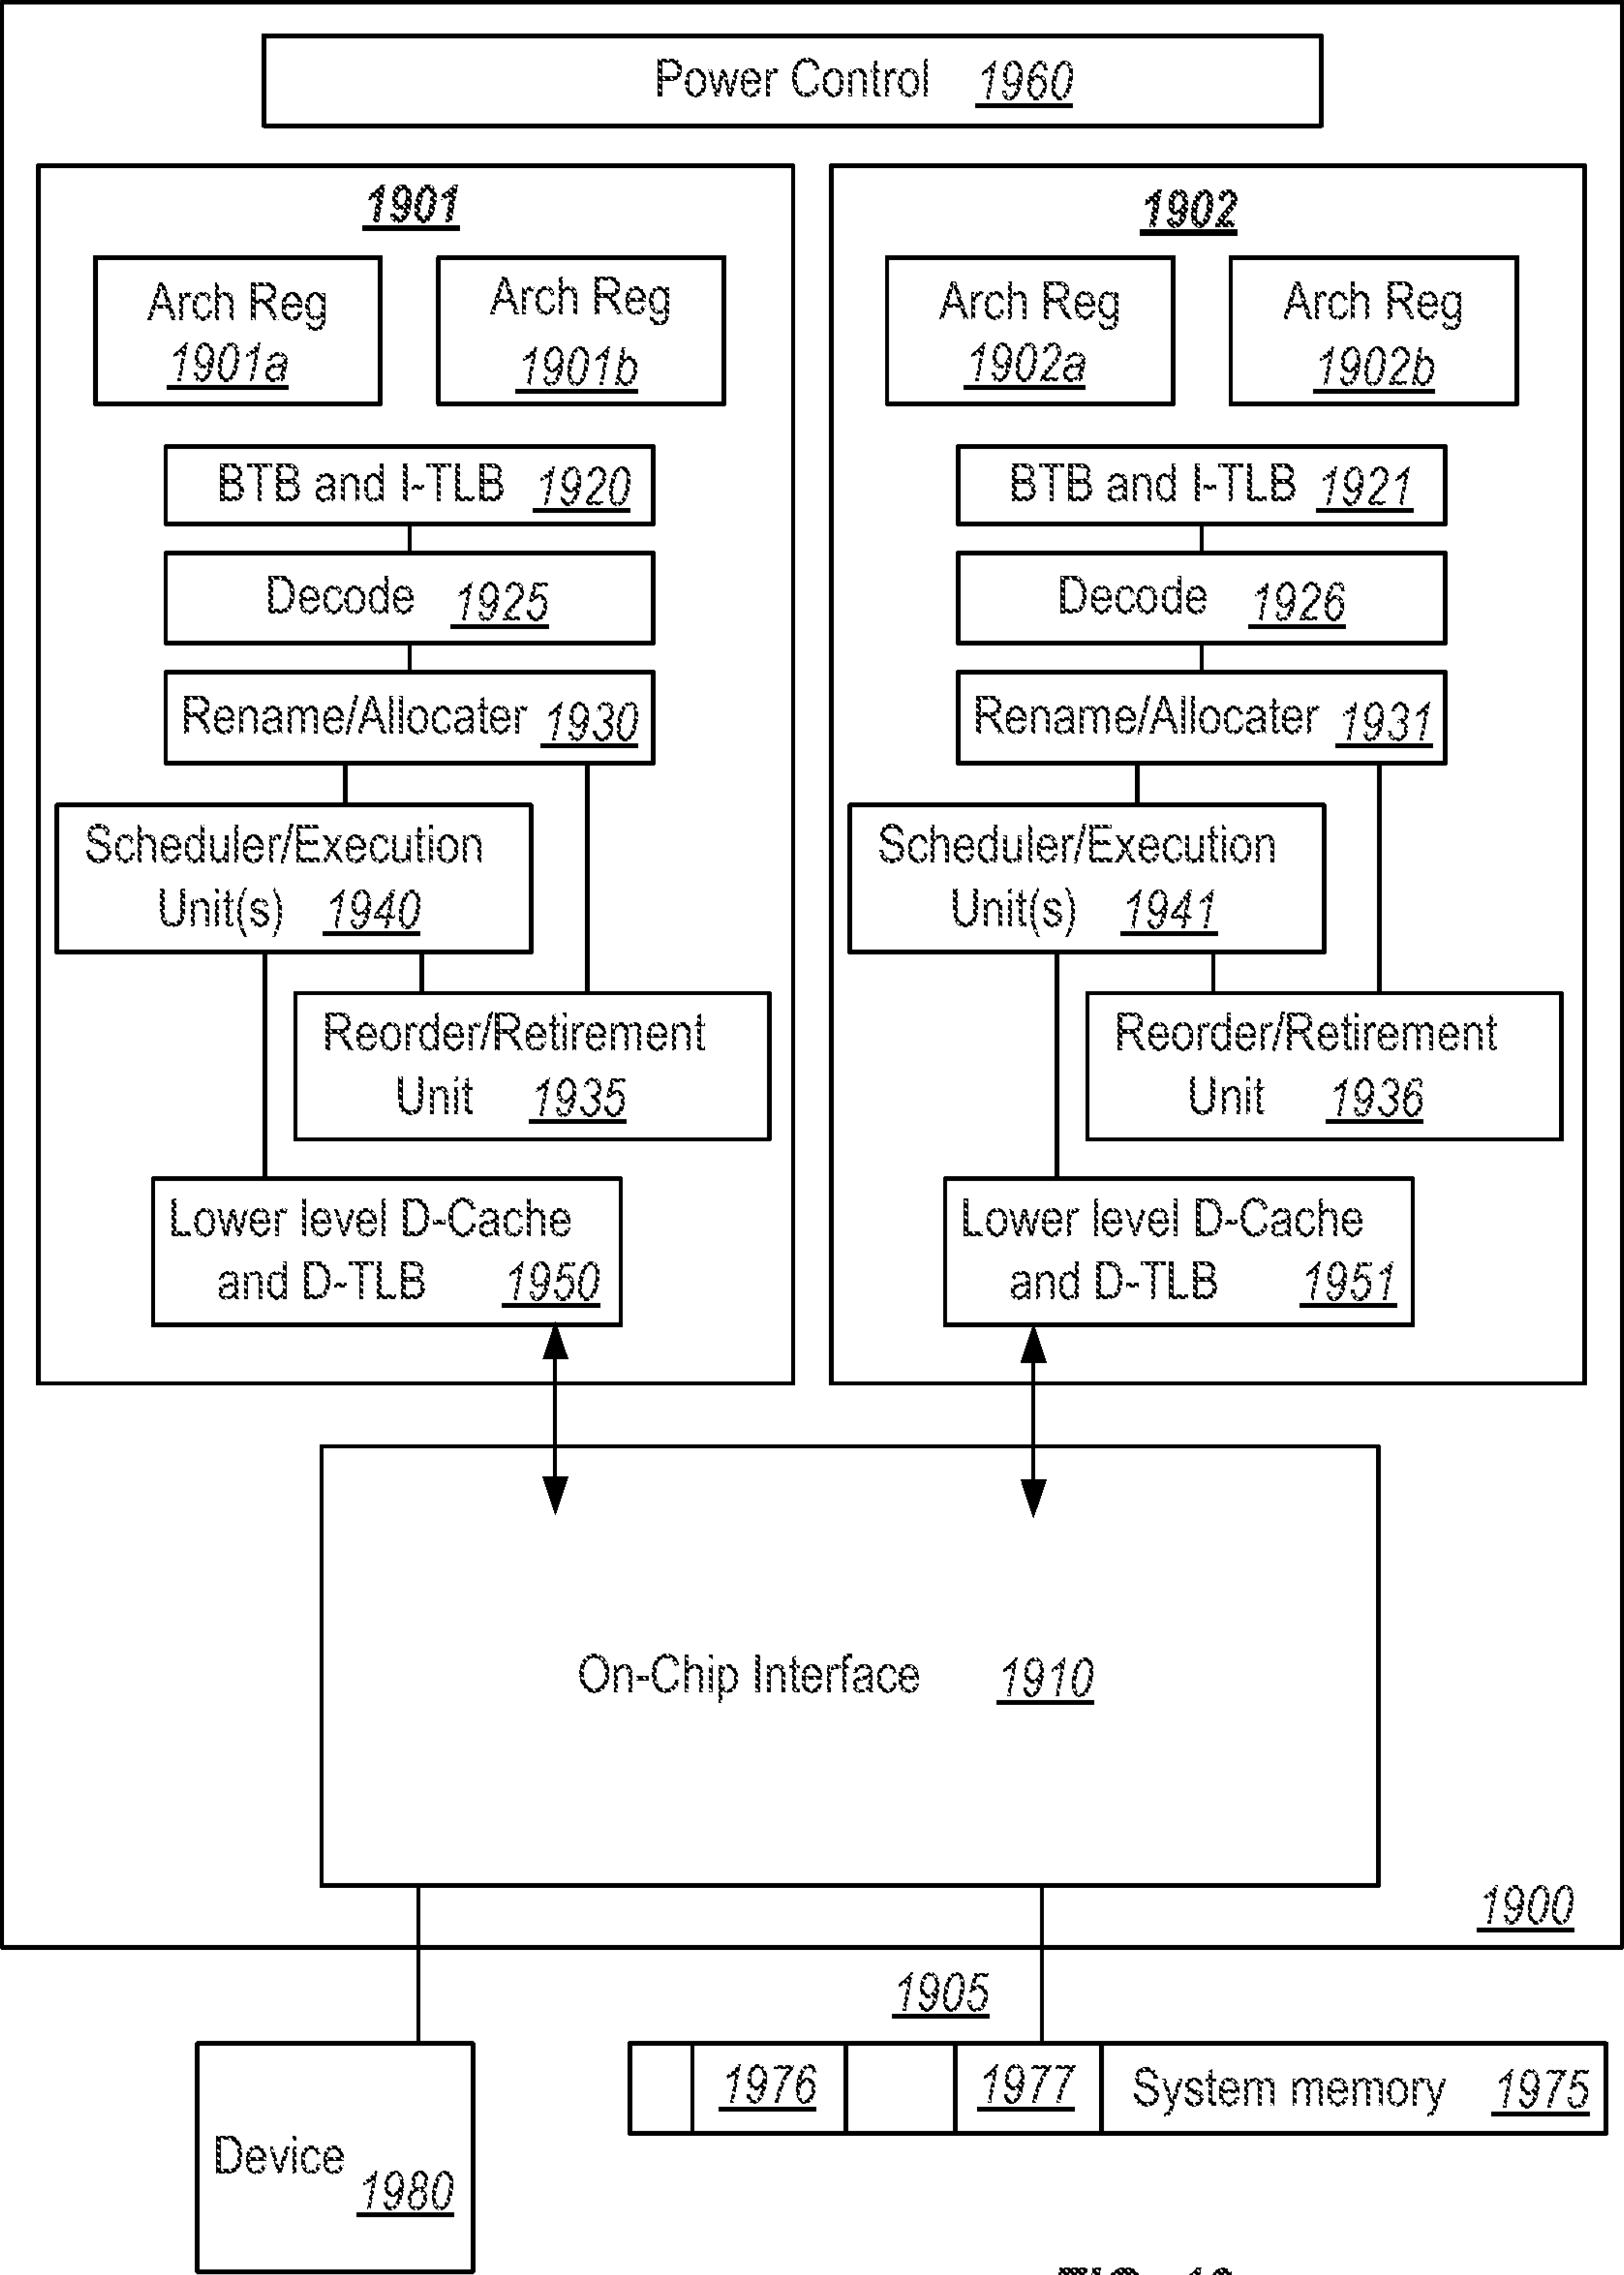 Power Control 1960
1901
Arch Reg
1901a
Arch Reg
1901b
BTB and I-TLB 1920
Decode 1925
Rename/Allocater 1930
Scheduler/Execution
Unit(s) 1940
Reorder/Retirement
Unit 1935
Lower level D-Cache
and D-TLB 1950
1902
Arch Reg
1902a
Arch Reg
1902b
BTB and I-TLB 1921
Decode 1926
Rename/Allocater 1931
Scheduler/Execution
Unit(s) 1941
Reorder/Retirement
Unit 1936
Lower level D-Cache
and D-TLB 1951
On-Chip Interface 1910
1900
1905
1976
1977
System memory 1975
Device 1980